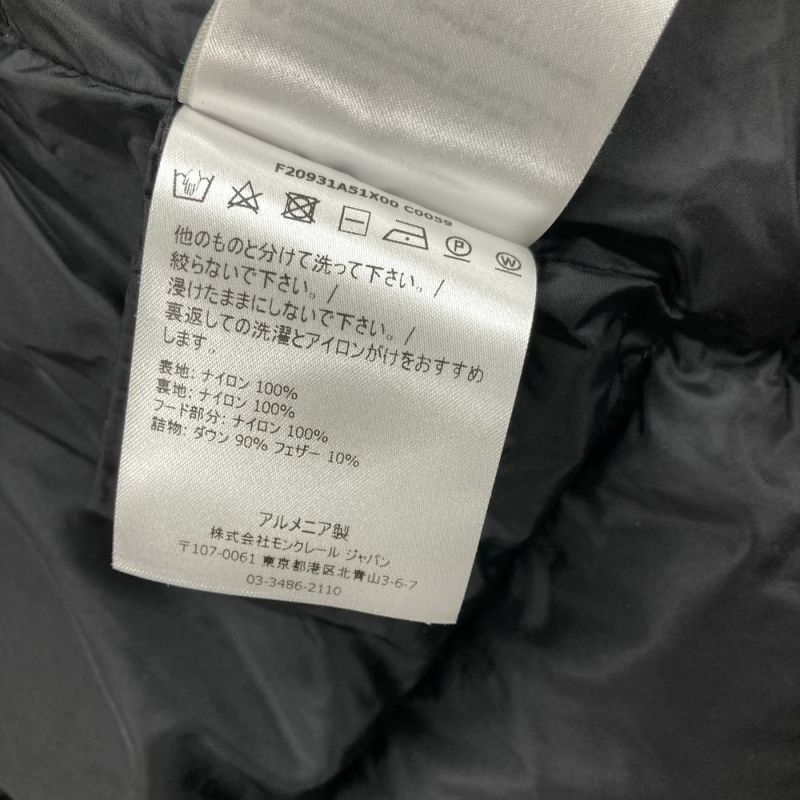 F20931A51X00 C0059
P
W
他のものと分けて洗って下さい。/
絞らないで下さい。/
浸けたままにしないで下さい。/
裏返しての洗濯とアイロンがけをおすすめ
します。
表地: ナイロン 100%
裏地: ナイロン 100%
フード部分: ナイロン 100%
詰物: ダウン 90% フェザー 10%
アルメニア製
株式会社モンクレール ジャパン
〒107-0061 東京都港区北青山3-6-7
03-3486-2110